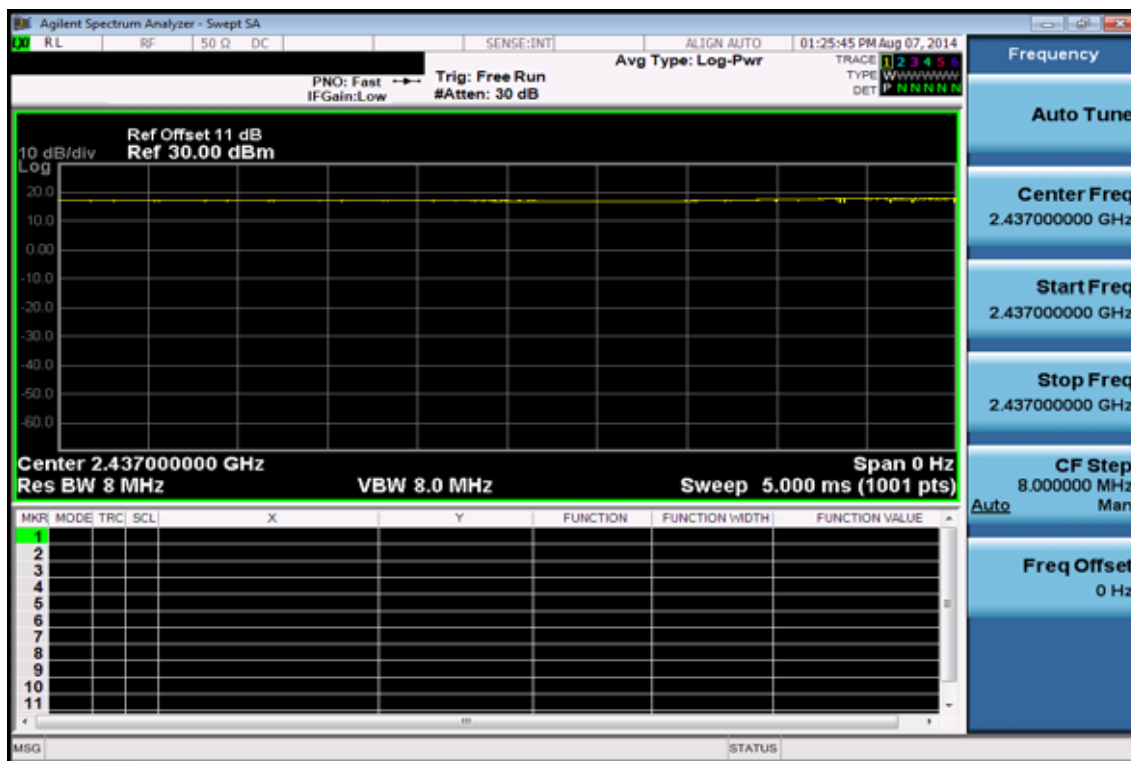 Agilent Spectrum Analyzer - Swept SA
LXI RL RF 50 Ω DC SENSE:INT ALIGN AUTO 01:25:45 PM Aug 07, 2014
Frequency
Avg Type: Log-Pwr TRACE 1 2 3 4 5 6
PNO: Fast Trig: Free Run TYPE WWWWWW
IFGain:Low #Atten: 30 dB DET P N N N N N
Auto Tune
Ref Offset 11 dB
10 dB/div Ref 30.00 dBm
Log
20.0
10.0
0.00
-10.0
-20.0
-30.0
-40.0
-50.0
-60.0
Center Freq
2.437000000 GHz
Start Freq
2.437000000 GHz
Stop Freq
2.437000000 GHz
Center 2.437000000 GHz Span 0 Hz
Res BW 8 MHz VBW 8.0 MHz Sweep 5.000 ms (1001 pts)
CF Step
8.000000 MHz
Auto Man
MKR MODE TRC SCL X Y FUNCTION FUNCTION WIDTH FUNCTION VALUE
1
2
3
4
5
6
7
8
9
10
11
Freq Offset
0 Hz
MSG STATUS